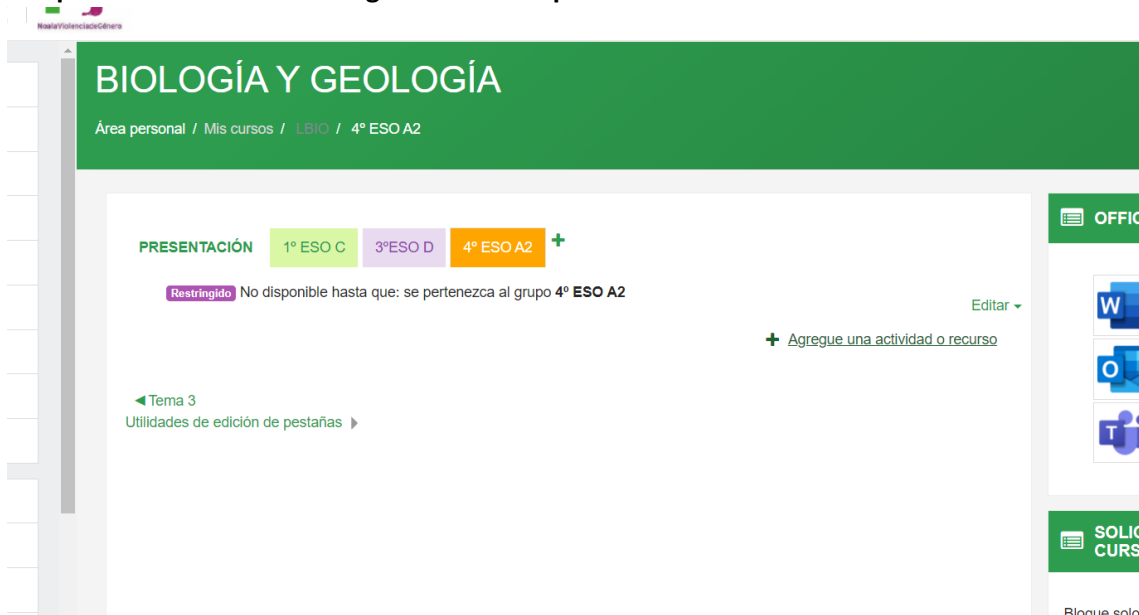 NoalaViolenciadeGénero
BIOLOGÍA Y GEOLOGÍA
Área personal / Mis cursos / LBIO / 4º ESO A2
PRESENTACIÓN 1º ESO C 3ºESO D 4º ESO A2 +
Restringido No disponible hasta que: se pertenezca al grupo 4º ESO A2
Editar
+ Agregue una actividad o recurso
◄Tema 3
Utilidades de edición de pestañas
OFFIC
W
O
T
SOLIC
CURS
Bloque solo